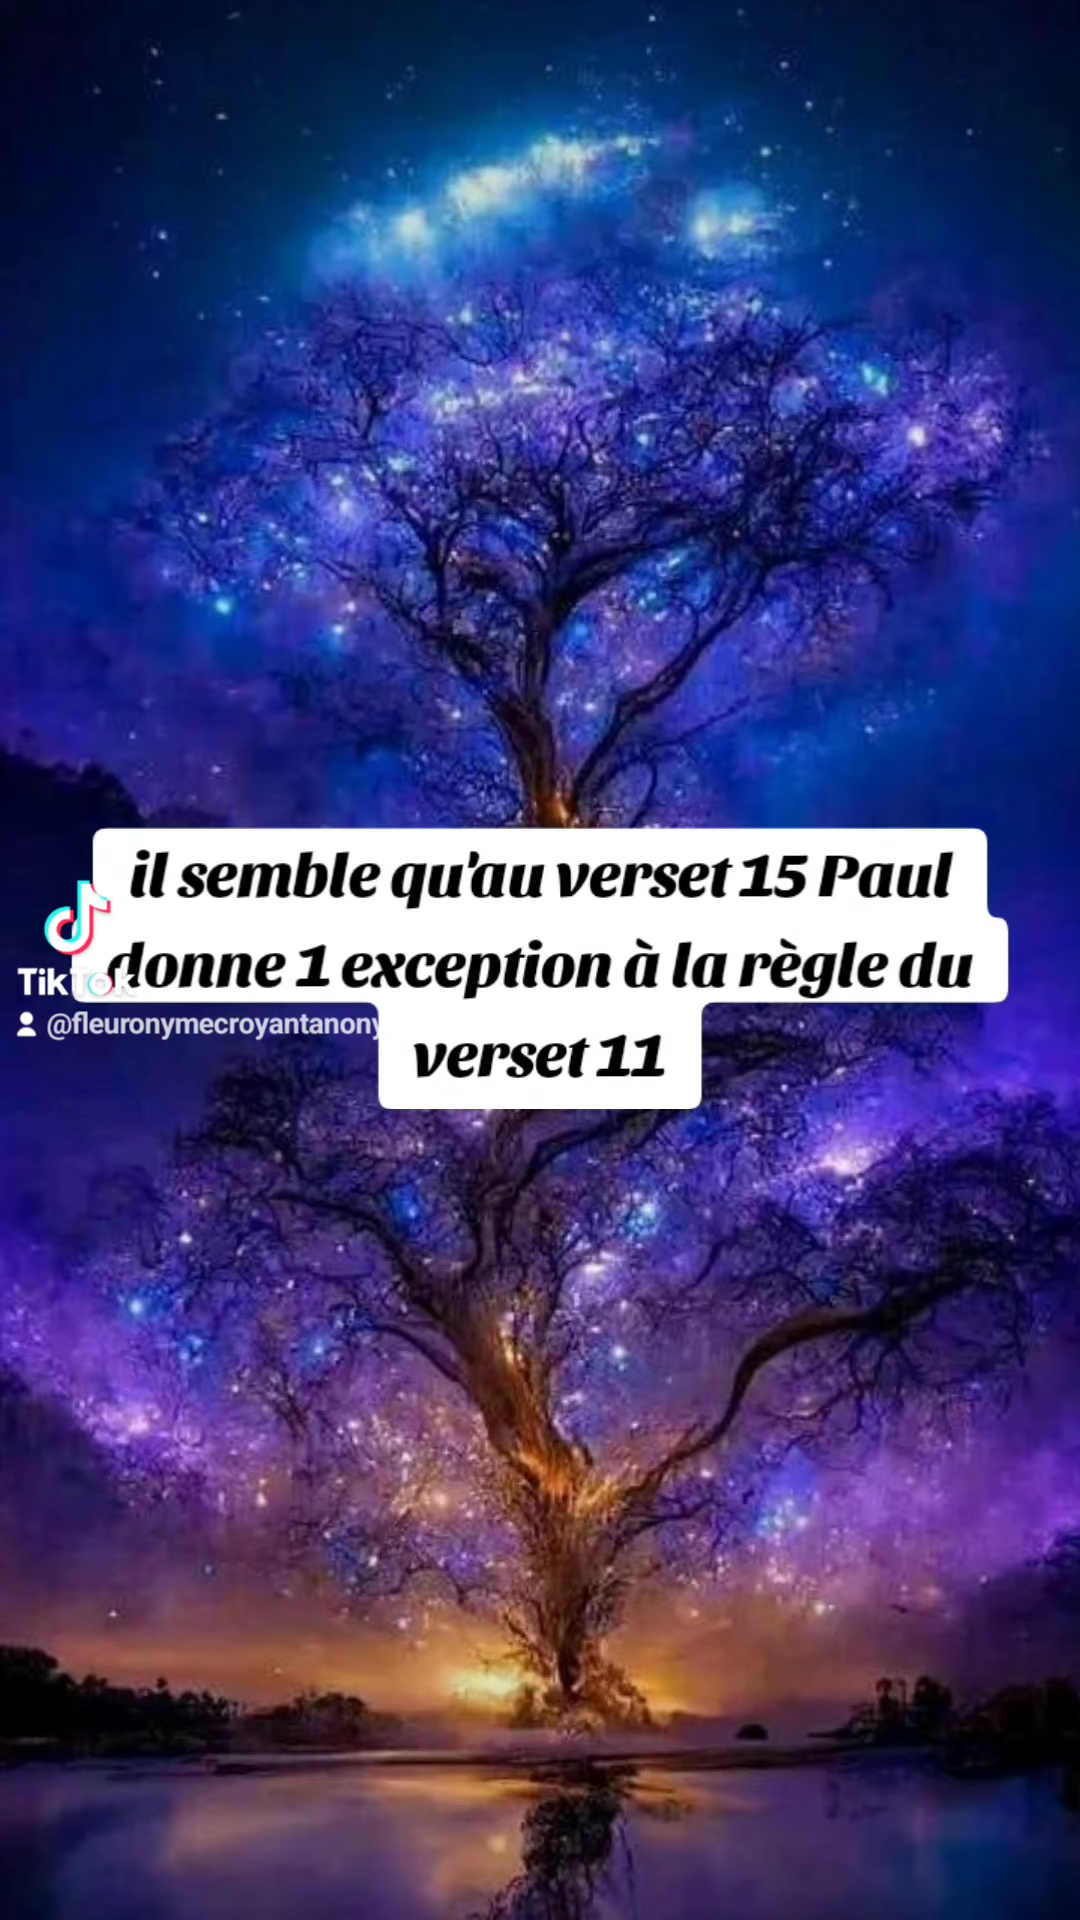 il semble qu'au verset 15 Paul
donne 1 exception à la règle du
verset 11
TikTok
@fleuronymecroyantanony